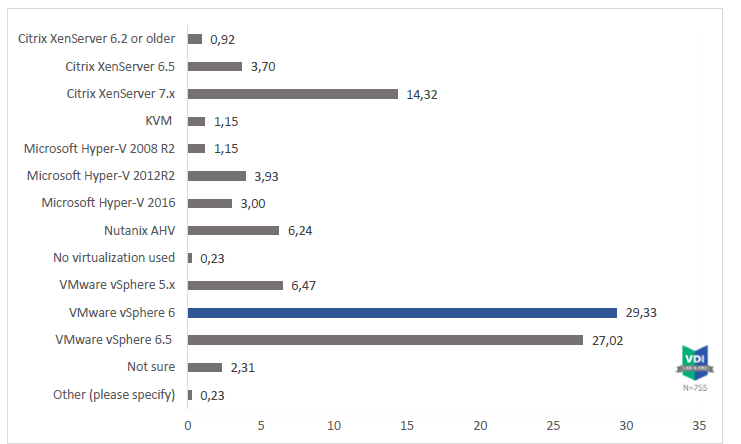 Citrix XenServer 6.2 or older 0,92
Citrix XenServer 6.5 3,70
Citrix XenServer 7.x 14,32
KVM 1,15
Microsoft Hyper-V 2008 R2 1,15
Microsoft Hyper-V 2012R2 3,93
Microsoft Hyper-V 2016 3,00
Nutanix AHV 6,24
No virtualization used 0,23
VMware vSphere 5.x 6,47
VMware vSphere 6 29,33
VMware vSphere 6.5 27,02
Not sure 2,31
Other (please specify) 0,23
VDI
N=755
0 5 10 15 20 25 30 35